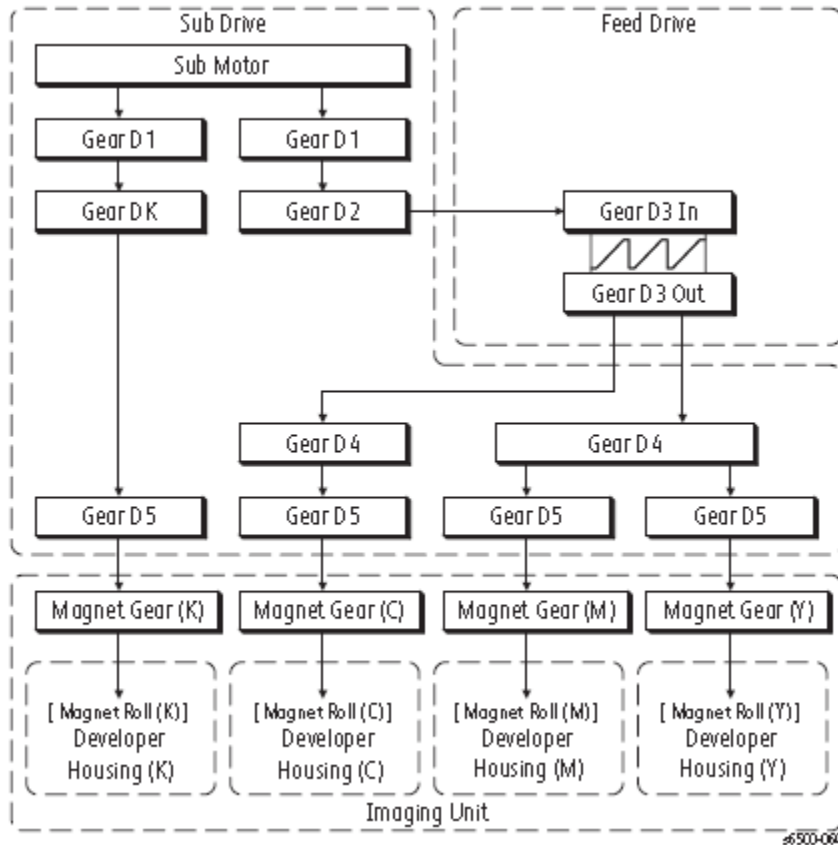 Sub Drive
Feed Drive
Sub Motor
Gear D1
Gear D1
Gear DK
Gear D2
Gear D3 In
Gear D3 Out
Gear D4
Gear D4
Gear D5
Gear D5
Gear D5
Gear D5
Magnet Gear (K)
Magnet Gear (C)
Magnet Gear (M)
Magnet Gear (Y)
[ Magnet Roll (K)]
Developer
Housing (K)
[ Magnet Roll (C)]
Developer
Housing (C)
[ Magnet Roll (M)]
Developer
Housing (M)
[ Magnet Roll (Y)]
Developer
Housing (Y)
Imaging Unit